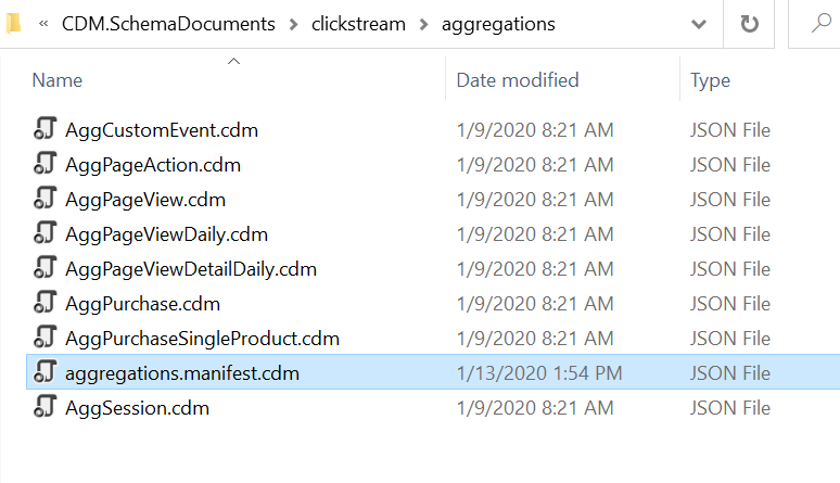 « CDM.SchemaDocuments > clickstream > aggregations
Name Date modified Type
AggCustomEvent.cdm 1/9/2020 8:21 AM JSON File
AggPageAction.cdm 1/9/2020 8:21 AM JSON File
AggPageView.cdm 1/9/2020 8:21 AM JSON File
AggPageViewDaily.cdm 1/9/2020 8:21 AM JSON File
AggPageViewDetailDaily.cdm 1/9/2020 8:21 AM JSON File
AggPurchase.cdm 1/9/2020 8:21 AM JSON File
AggPurchaseSingleProduct.cdm 1/9/2020 8:21 AM JSON File
aggregations.manifest.cdm 1/13/2020 1:54 PM JSON File
AggSession.cdm 1/9/2020 8:21 AM JSON File